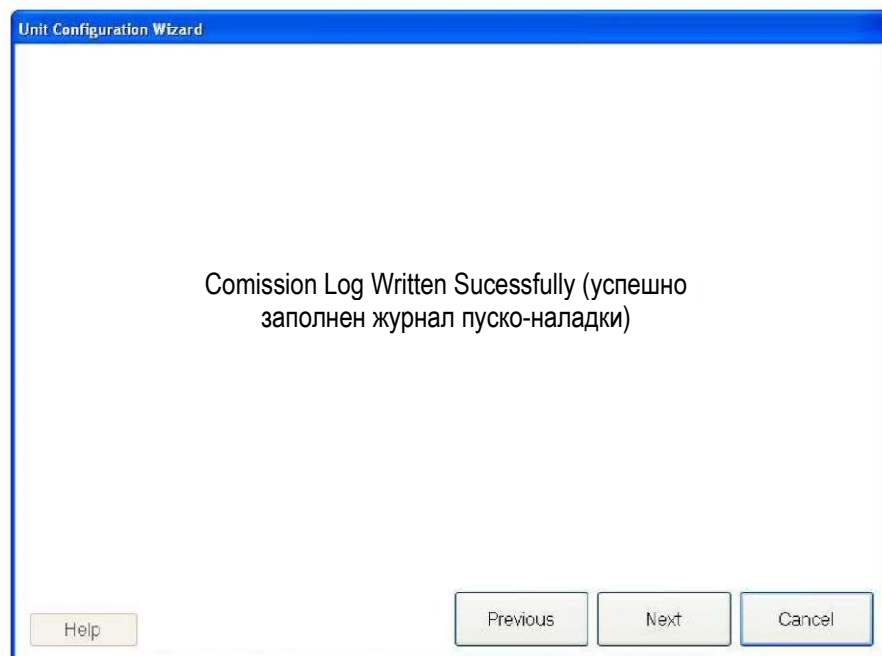 Unit Configuration Wizard
Comission Log Written Sucessfully (успешно
заполнен журнал пуско-наладки)
Help
Previous
Next
Cancel